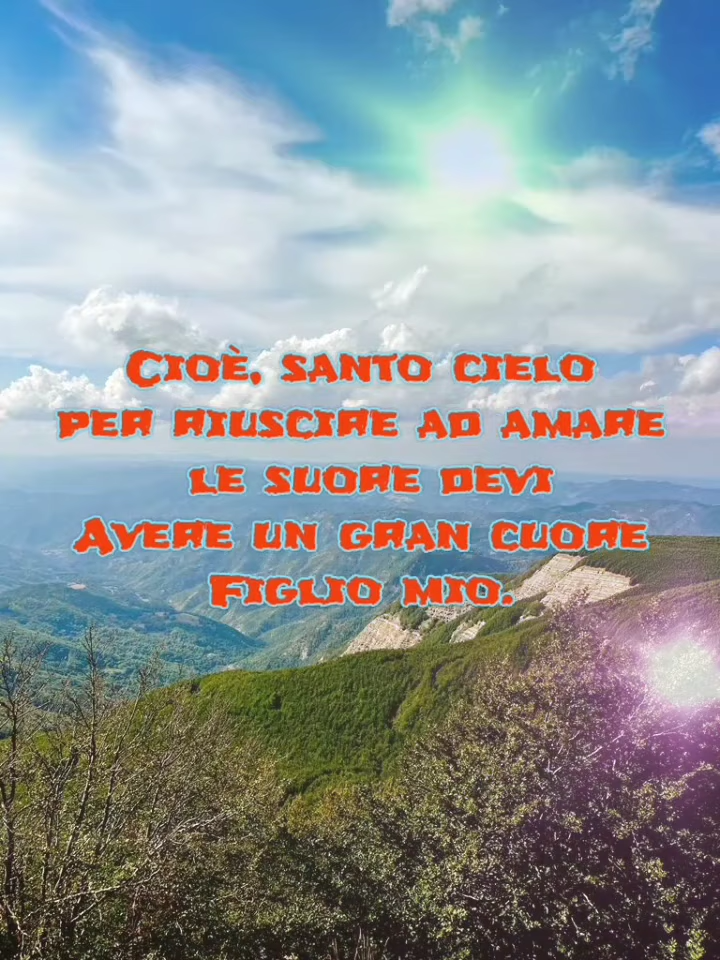 Cioè, santo cielo
per riuscire ad amare
le suore devi
Avere un gran cuore
Figlio mio.